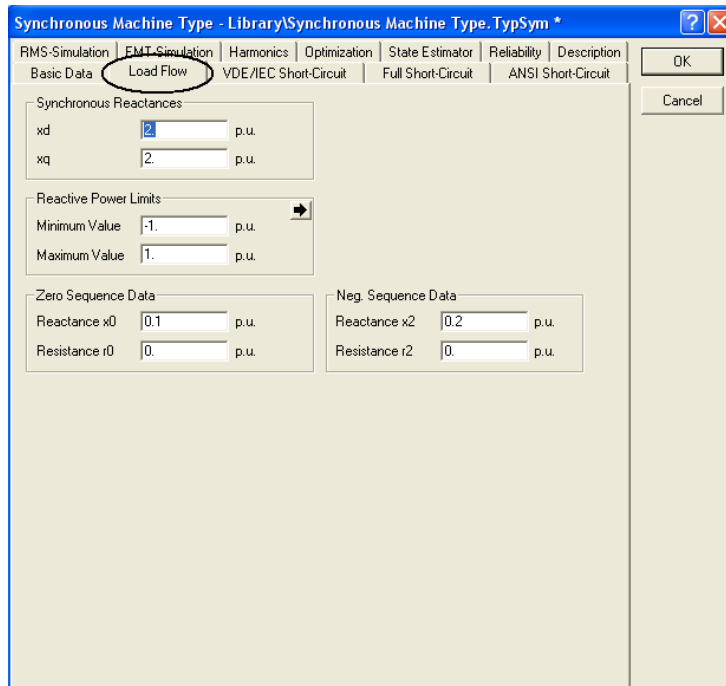 Synchronous Machine Type - Library\Synchronous Machine Type.TypSym *
RMS-Simulation EMT-Simulation Harmonics Optimization State Estimator Reliability Description
Basic Data Load Flow VDE/IEC Short-Circuit Full Short-Circuit ANSI Short-Circuit
OK
Cancel
Synchronous Reactances
xd 2. p.u.
xq 2. p.u.
Reactive Power Limits
Minimum Value -1. p.u.
Maximum Value 1. p.u.
Zero Sequence Data
Reactance x0 0.1 p.u.
Resistance r0 0. p.u.
Neg. Sequence Data
Reactance x2 0.2 p.u.
Resistance r2 0. p.u.